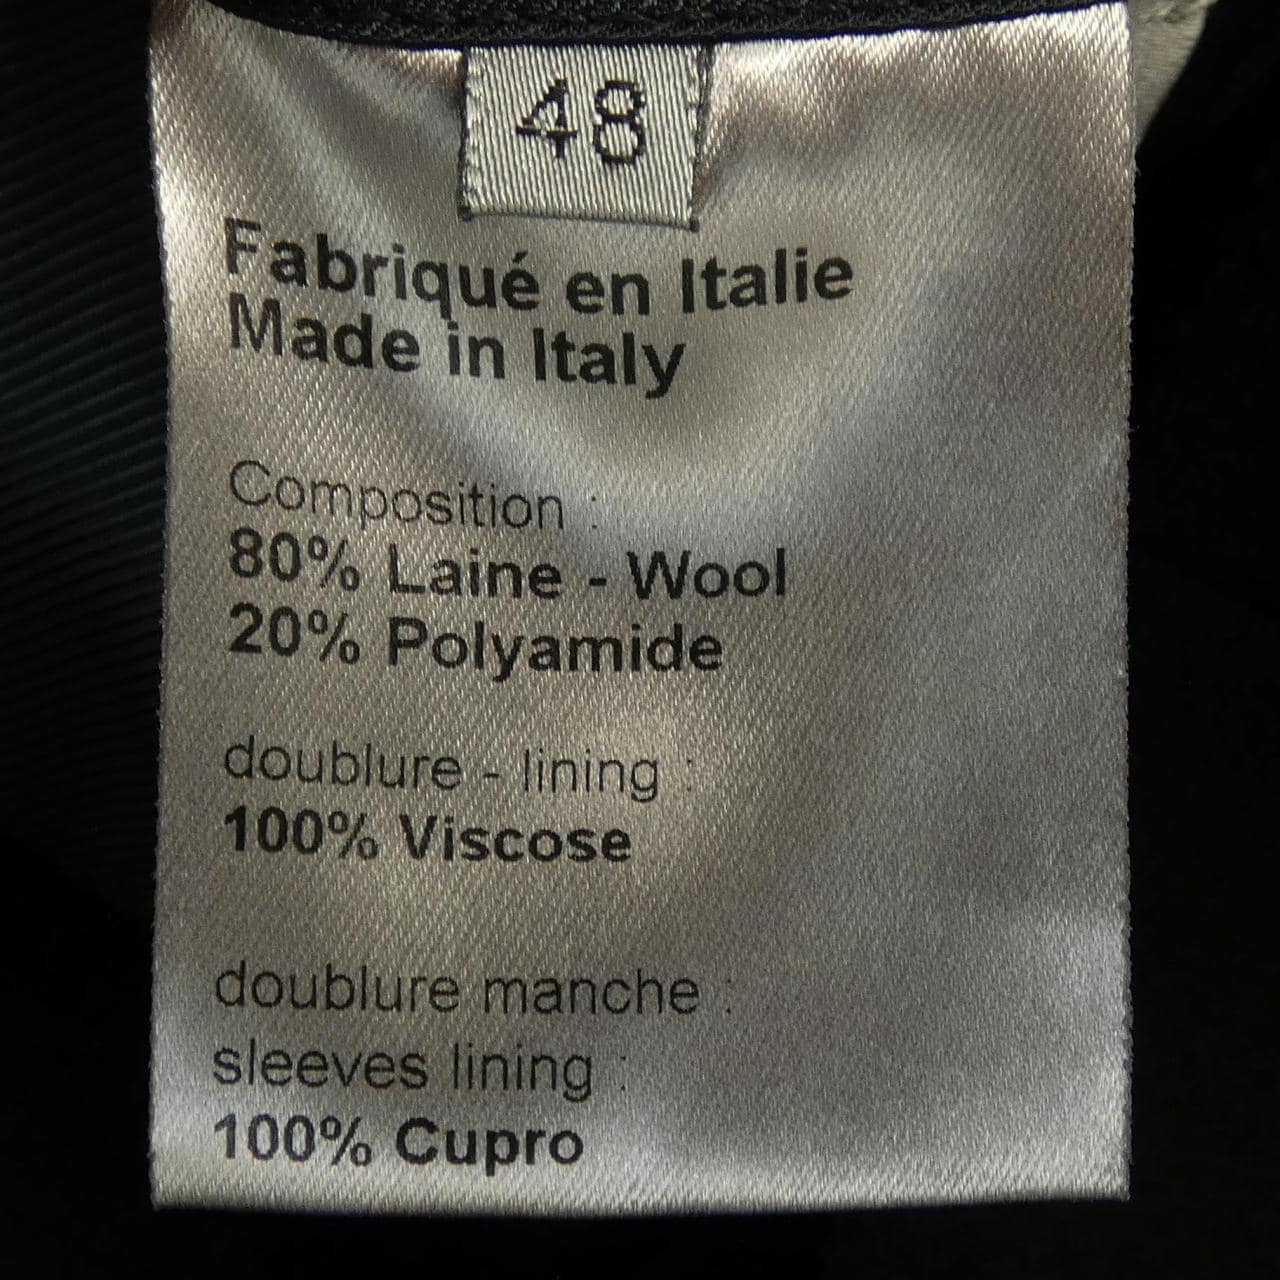 48
Fabriqué en Italie
Made in Italy
Composition :
80% Laine - Wool
20% Polyamide
doublure - lining :
100% Viscose
doublure manche :
sleeves lining :
100% Cupro